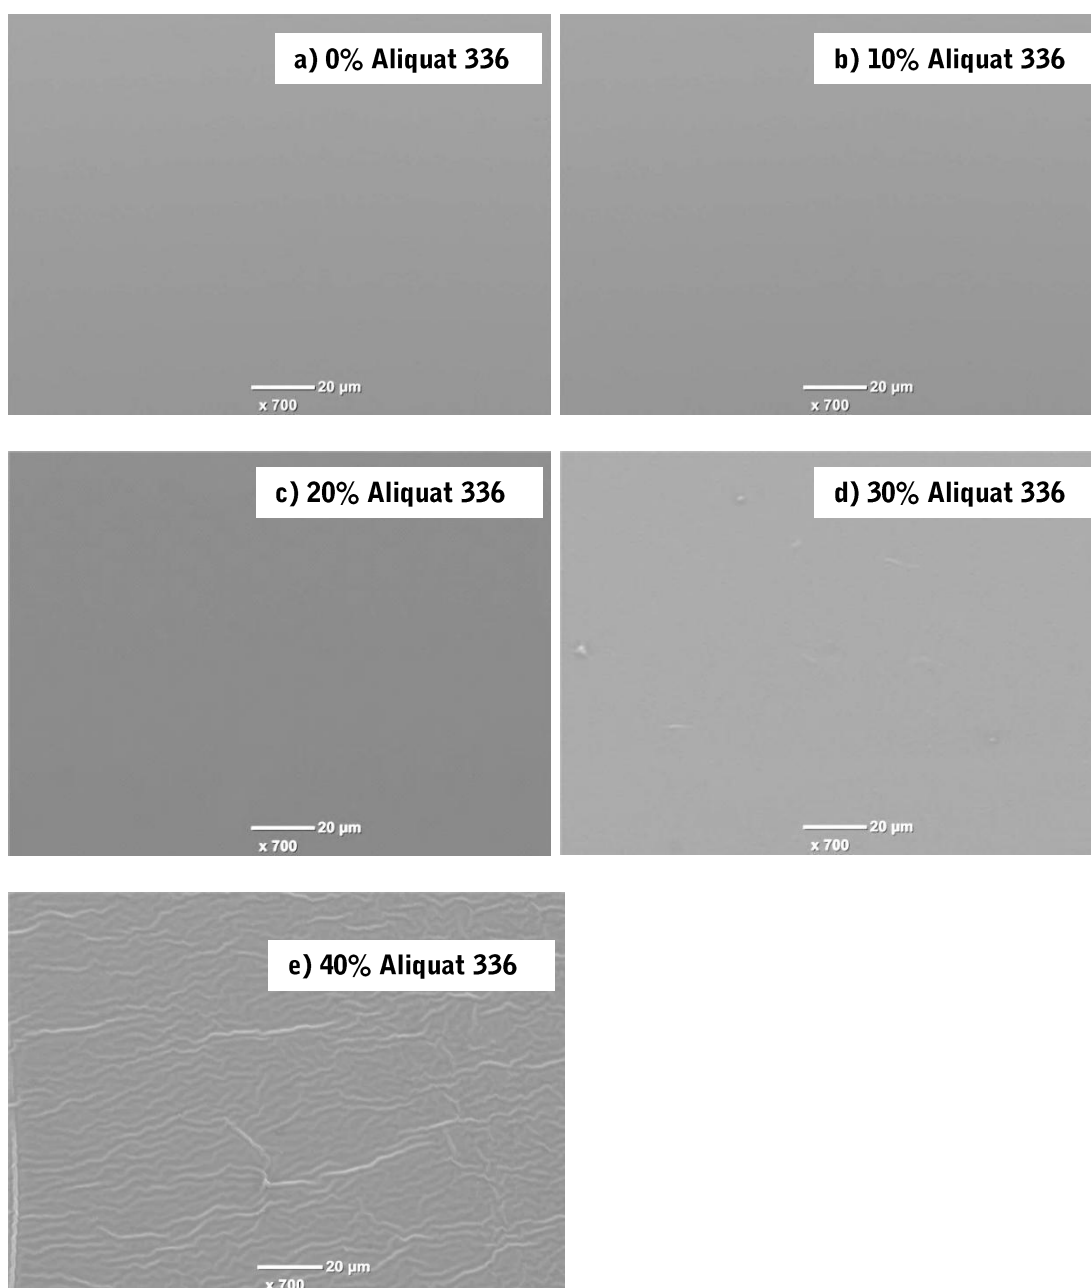 a) 0% Aliquat 336
b) 10% Aliquat 336
20 µm
x 700
20 µm
x 700
c) 20% Aliquat 336
d) 30% Aliquat 336
20 µm
x 700
20 µm
x 700
e) 40% Aliquat 336
20 µm
x 700